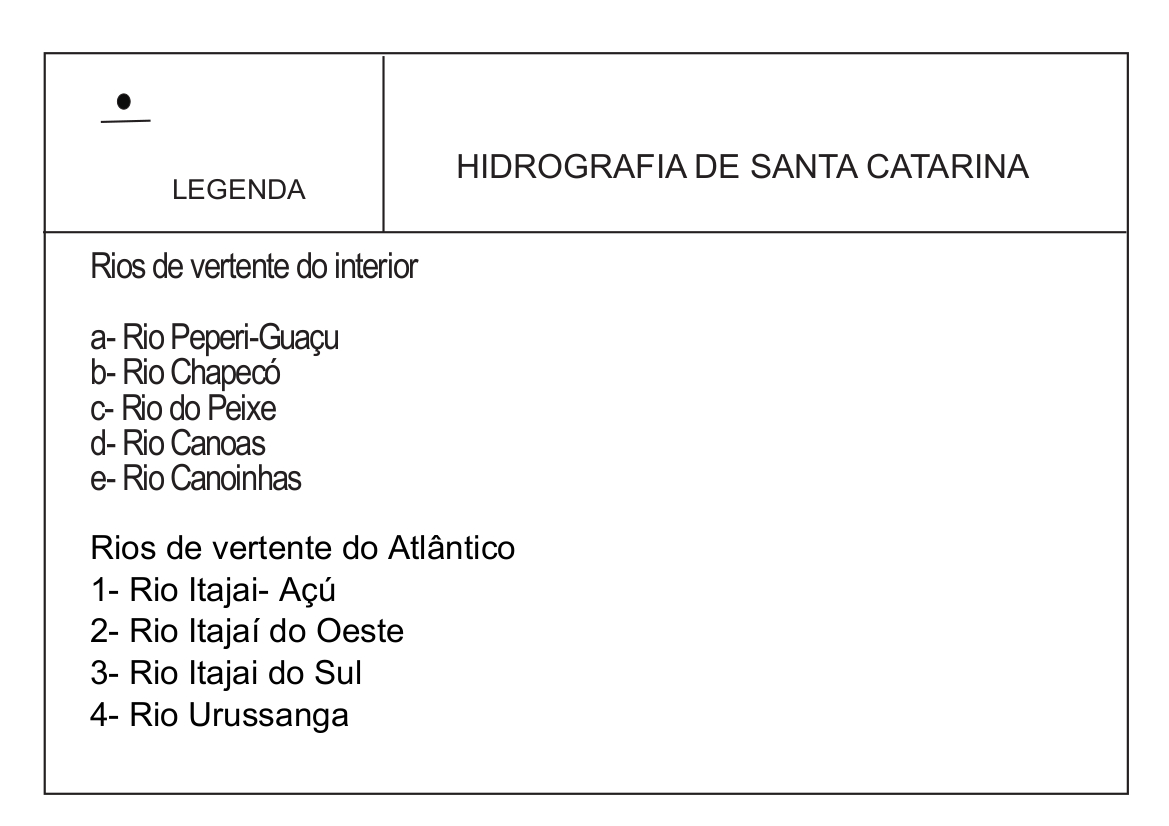 LEGENDA
HIDROGRAFIA DE SANTA CATARINA
Rios de vertente do interior
a- Rio Peperi-Guaçu
b- Rio Chapecó
c- Rio do Peixe
d- Rio Canoas
e- Rio Canoinhas
Rios de vertente do Atlântico
1- Rio Itajai- Açú
2- Rio Itajaí do Oeste
3- Rio Itajai do Sul
4- Rio Urussanga